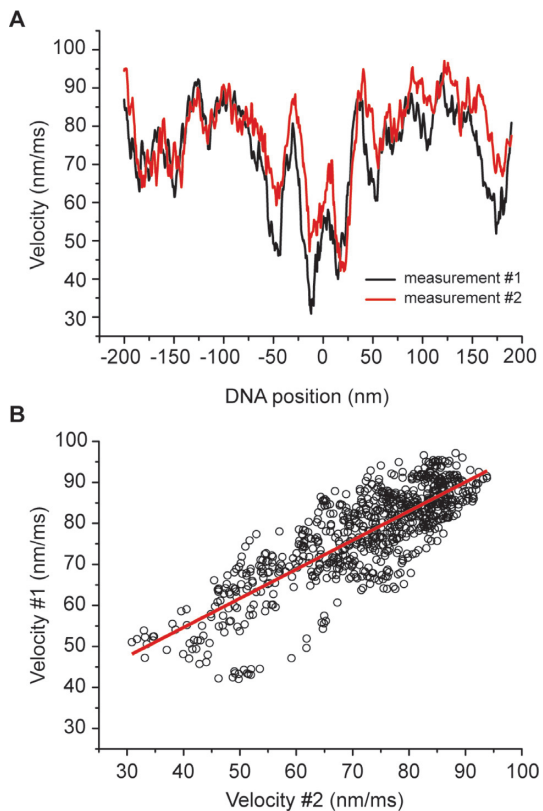 A
100
90
80
70
60
50
40
30
Velocity (nm/ms)
measurement #1
measurement #2
-200 -150 -100 -50 0 50 100 150 200
DNA position (nm)
B
100
90
80
70
60
50
40
30
Velocity #1 (nm/ms)
30 40 50 60 70 80 90 100
Velocity #2 (nm/ms)